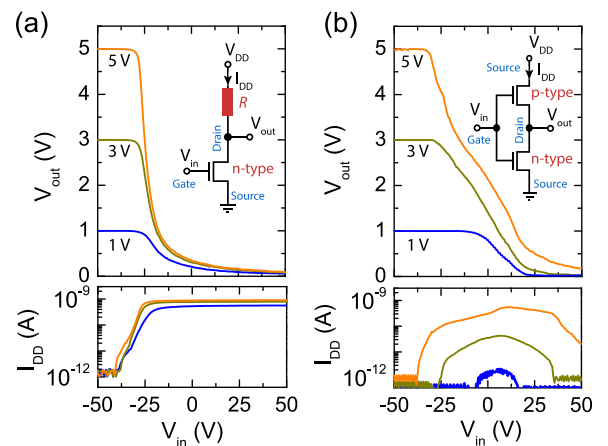 (a)
5
4
3
2
1
0
V_out (V)
5 V
3 V
1 V
V_DD
I_DD
R
Drain
V_out
V_in
Gate
n-type
Source
10^-9
10^-12
I_DD (A)
-50 -25 0 25 50
V_in (V)
(b)
5
4
3
2
1
0
V_out (V)
5 V
3 V
1 V
V_DD
Source
I_DD
p-type
V_in
Gate
Drain
V_out
n-type
Source
10^-9
10^-12
I_DD (A)
-50 -25 0 25 50
V_in (V)